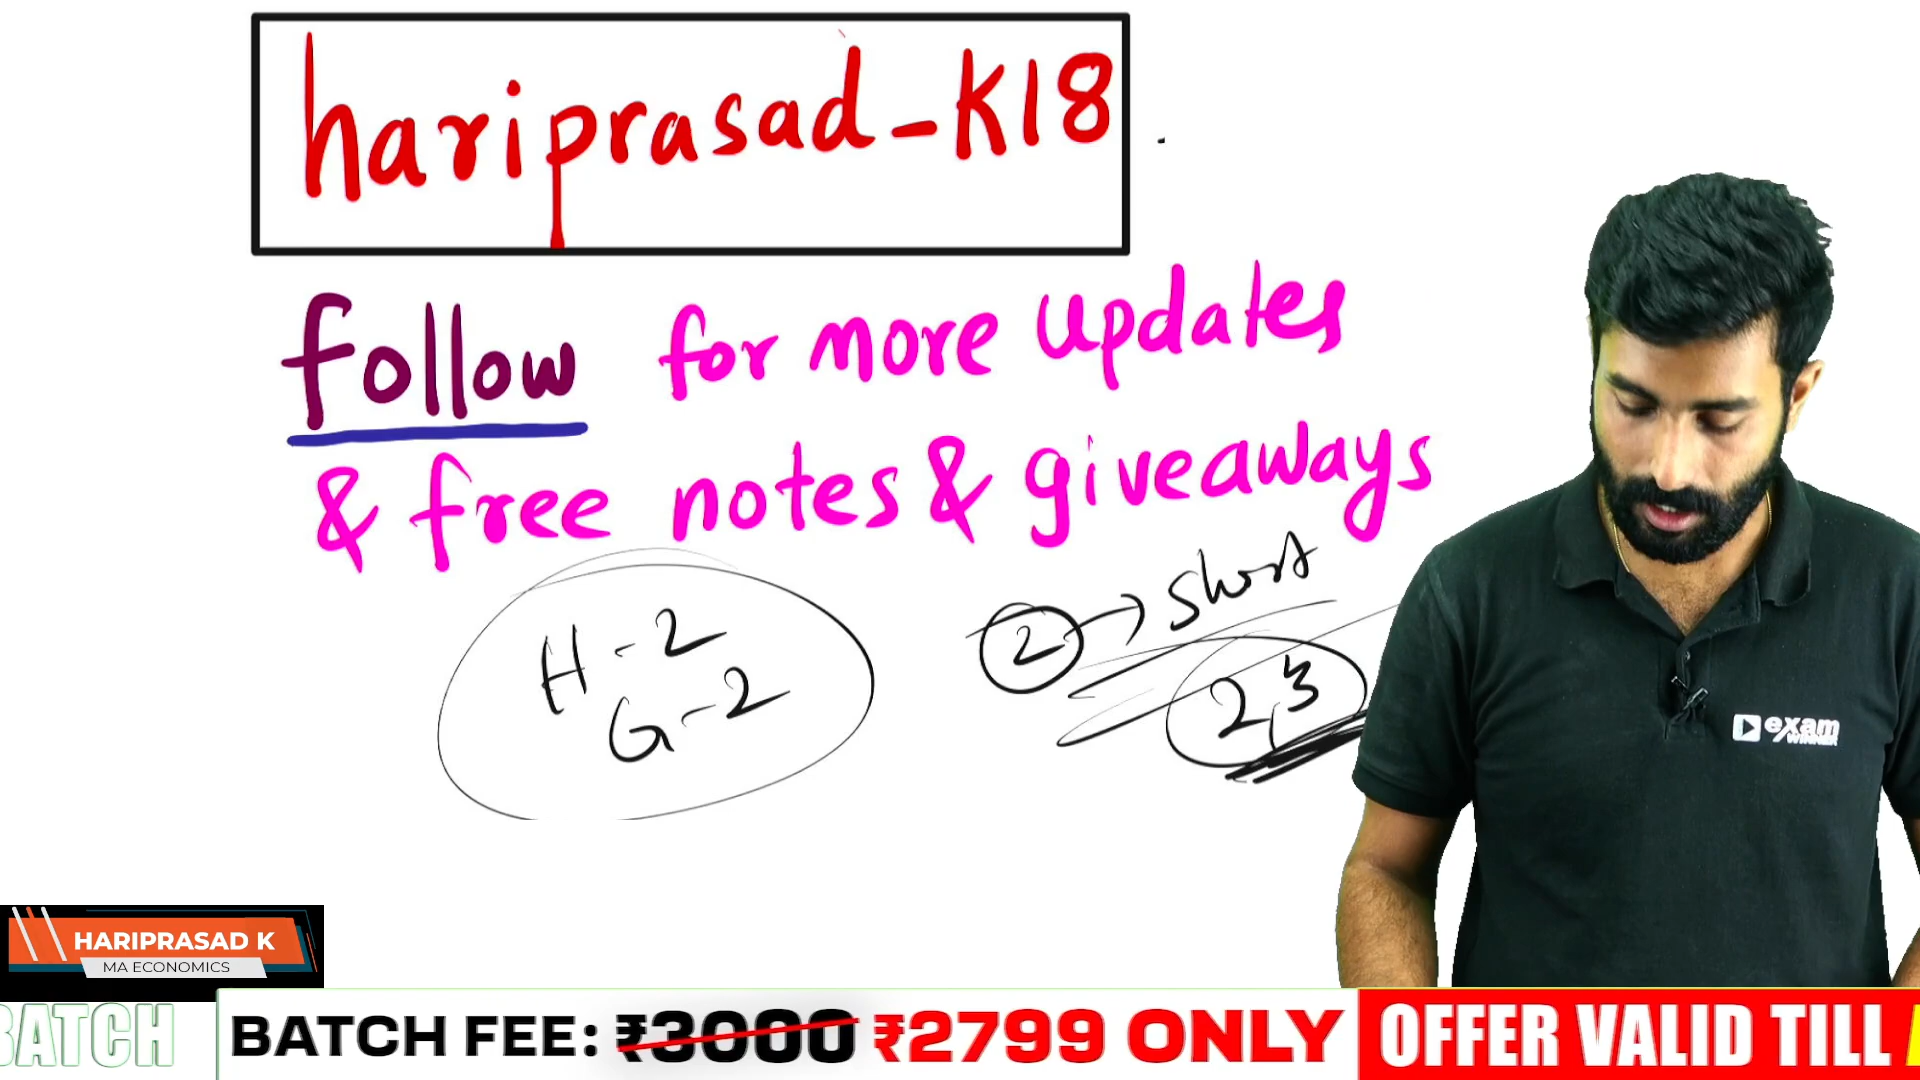 hariprasad-K18
follow for more updates
& free notes & giveaways
H-2
G-2
2 → short
2,3
exam
WINNER
HARIPRASAD K
MA ECONOMICS
BATCH
BATCH FEE: ₹3000 ₹2799 ONLY
OFFER VALID TILL